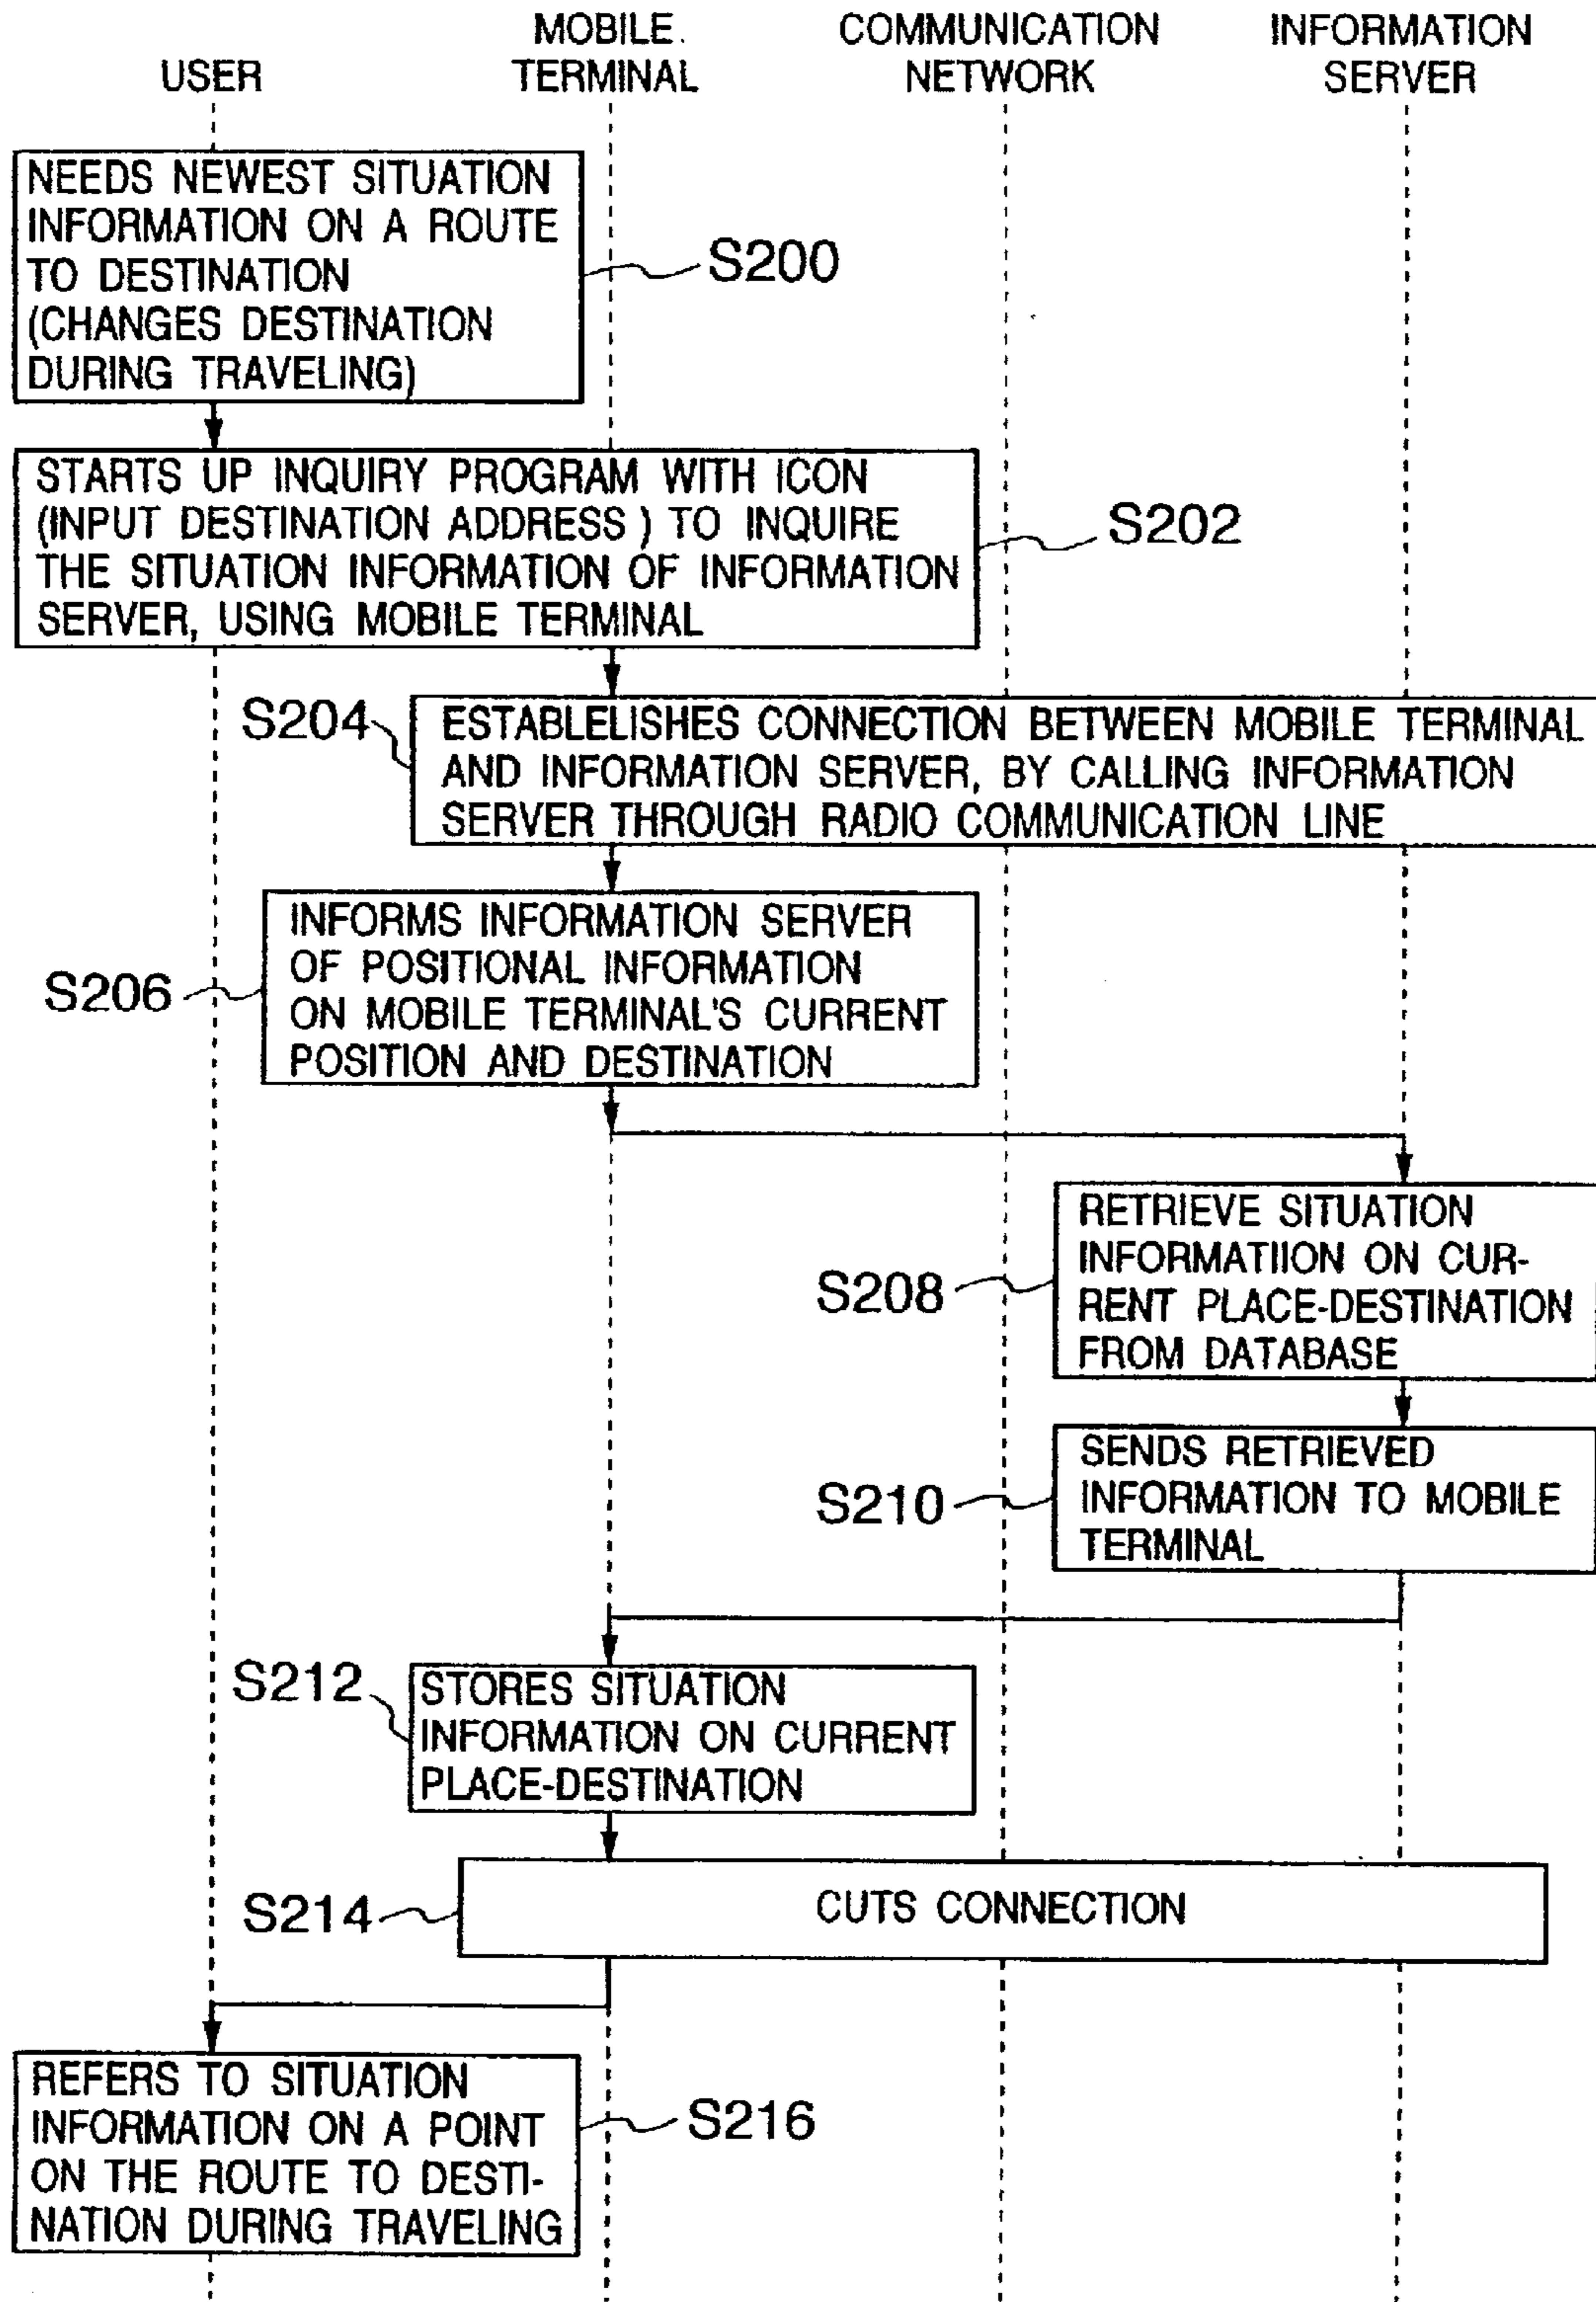 USER
MOBILE.
TERMINAL
COMMUNICATION
NETWORK
INFORMATION
SERVER
NEEDS NEWEST SITUATION
INFORMATION ON A ROUTE
TO DESTINATION
(CHANGES DESTINATION
DURING TRAVELING)
S200
STARTS UP INQUIRY PROGRAM WITH ICON
(INPUT DESTINATION ADDRESS ) TO INQUIRE
THE SITUATION INFORMATION OF INFORMATION
SERVER, USING MOBILE TERMINAL
S202
S204
ESTABLELISHES CONNECTION BETWEEN MOBILE TERMINAL
AND INFORMATION SERVER, BY CALLING INFORMATION
SERVER THROUGH RADIO COMMUNICATION LINE
S206
INFORMS INFORMATION SERVER
OF POSITIONAL INFORMATION
ON MOBILE TERMINAL'S CURRENT
POSITION AND DESTINATION
S208
RETRIEVE SITUATION
INFORMATIION ON CUR-
RENT PLACE-DESTINATION
FROM DATABASE
S210
SENDS RETRIEVED
INFORMATION TO MOBILE
TERMINAL
S212
STORES SITUATION
INFORMATION ON CURRENT
PLACE-DESTINATION
S214
CUTS CONNECTION
REFERS TO SITUATION
INFORMATION ON A POINT
ON THE ROUTE TO DESTI-
NATION DURING TRAVELING
S216